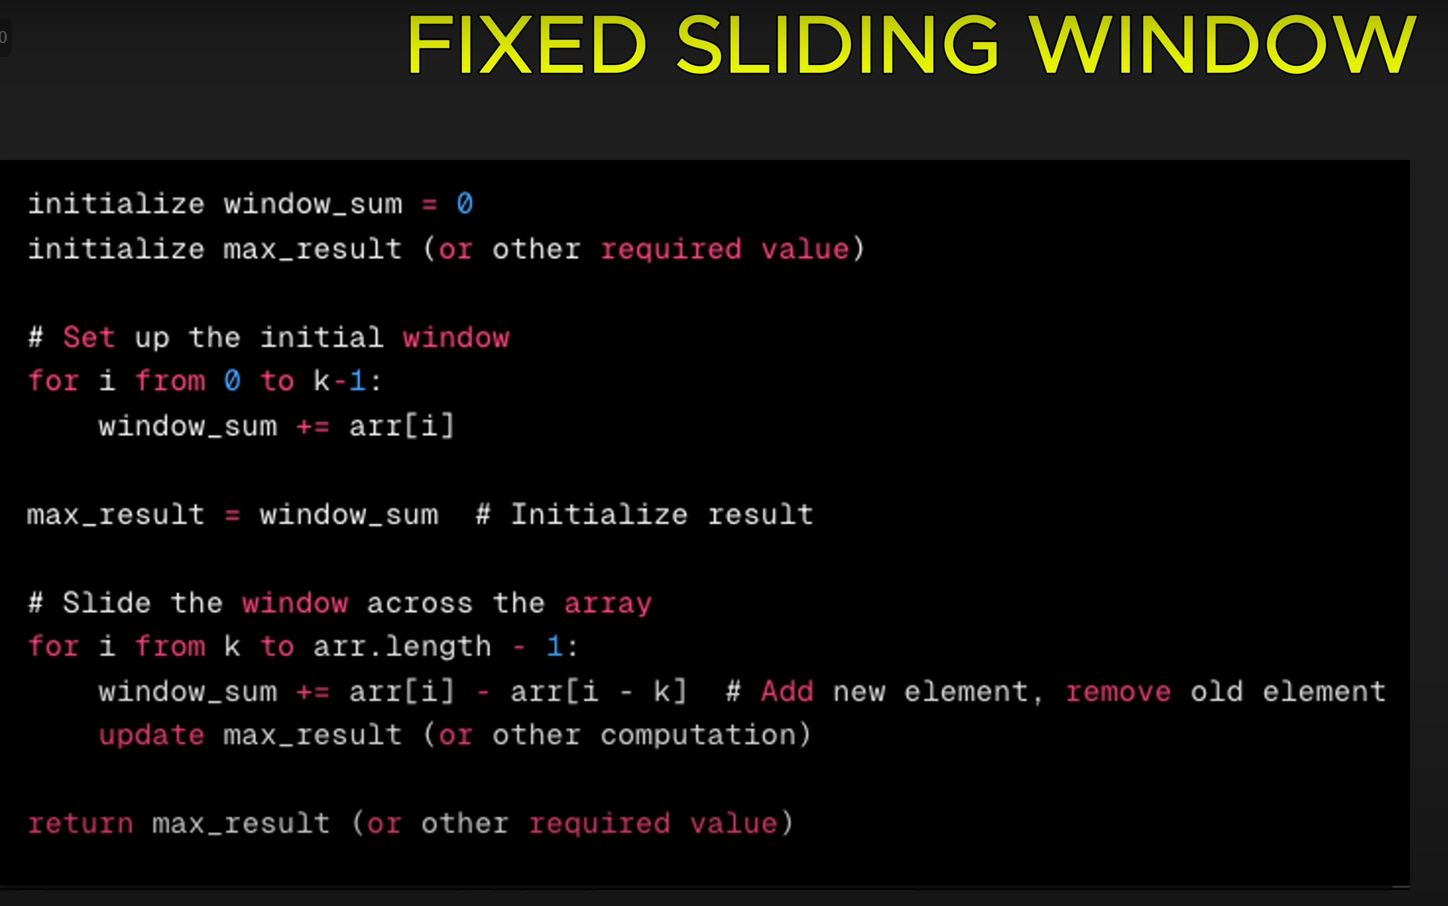 0
FIXED SLIDING WINDOW
initialize window_sum = 0
initialize max_result (or other required value)
# Set up the initial window
for i from 0 to k-1:
    window_sum += arr[i]
max_result = window_sum  # Initialize result
# Slide the window across the array
for i from k to arr.length - 1:
    window_sum += arr[i] - arr[i - k]  # Add new element, remove old element
    update max_result (or other computation)
return max_result (or other required value)